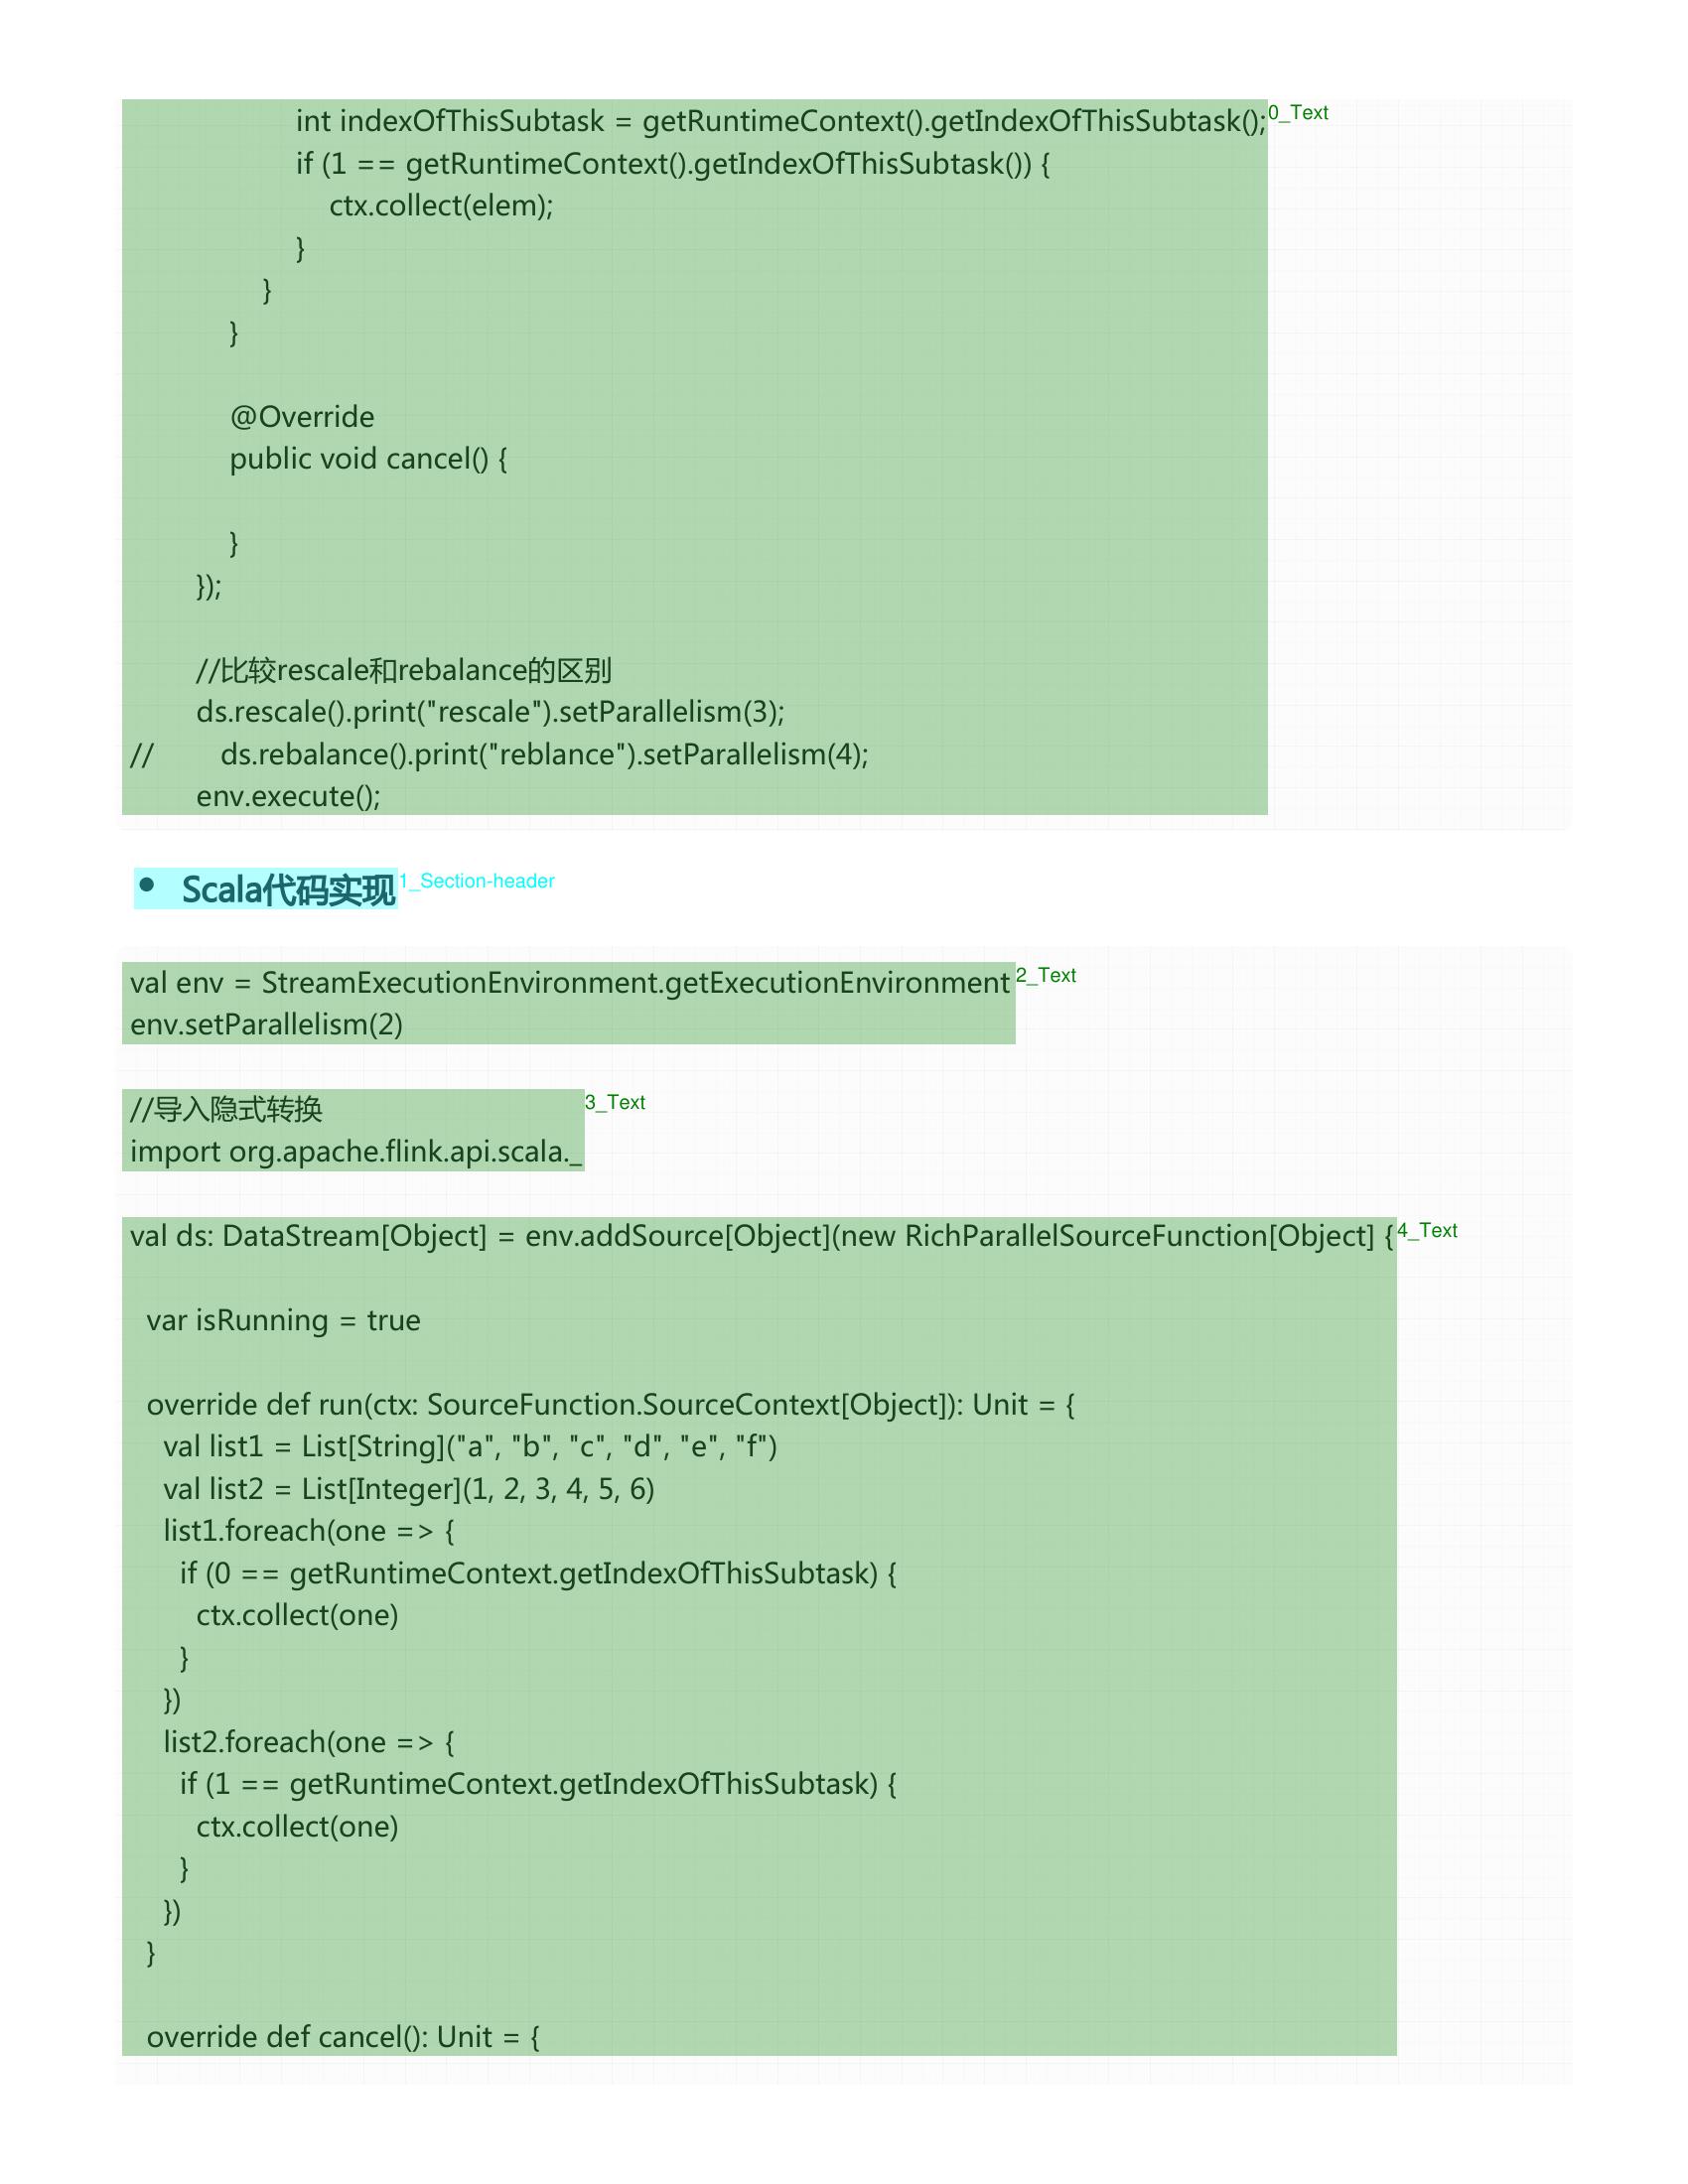 int indexOfThisSubtask = getRuntimeContext().getIndexOfThisSubtask();
0_Text
if (1 == getRuntimeContext().getIndexOfThisSubtask()) {
ctx.collect(elem);
}
}
}
@Override
public void cancel() {
}
});
//比较rescale和rebalance的区别
ds.rescale().print("rescale").setParallelism(3);
// ds.rebalance().print("reblance").setParallelism(4);
env.execute();
• Scala代码实现
1_Section-header
val env = StreamExecutionEnvironment.getExecutionEnvironment
2_Text
env.setParallelism(2)
//导入隐式转换
3_Text
import org.apache.flink.api.scala._
val ds: DataStream[Object] = env.addSource[Object](new RichParallelSourceFunction[Object] {
4_Text
var isRunning = true
override def run(ctx: SourceFunction.SourceContext[Object]): Unit = {
val list1 = List[String]("a", "b", "c", "d", "e", "f")
val list2 = List[Integer](1, 2, 3, 4, 5, 6)
list1.foreach(one => {
if (0 == getRuntimeContext.getIndexOfThisSubtask) {
ctx.collect(one)
}
})
list2.foreach(one => {
if (1 == getRuntimeContext.getIndexOfThisSubtask) {
ctx.collect(one)
}
})
}
override def cancel(): Unit = {